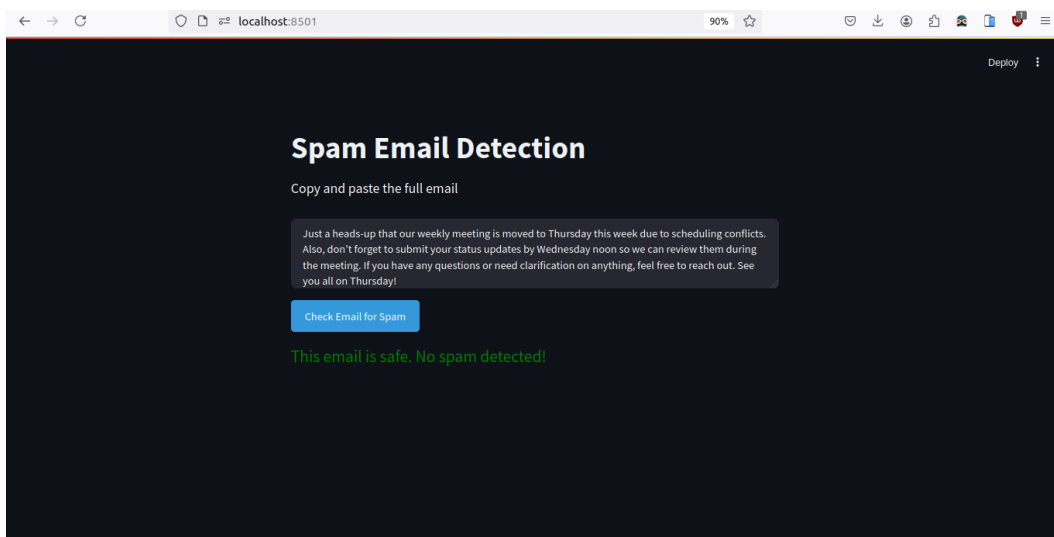 localhost:8501
90%
1
Deploy
Spam Email Detection
Copy and paste the full email
Just a heads-up that our weekly meeting is moved to Thursday this week due to scheduling conflicts.
Also, don't forget to submit your status updates by Wednesday noon so we can review them during
the meeting. If you have any questions or need clarification on anything, feel free to reach out. See
you all on Thursday!
Check Email for Spam
This email is safe. No spam detected!